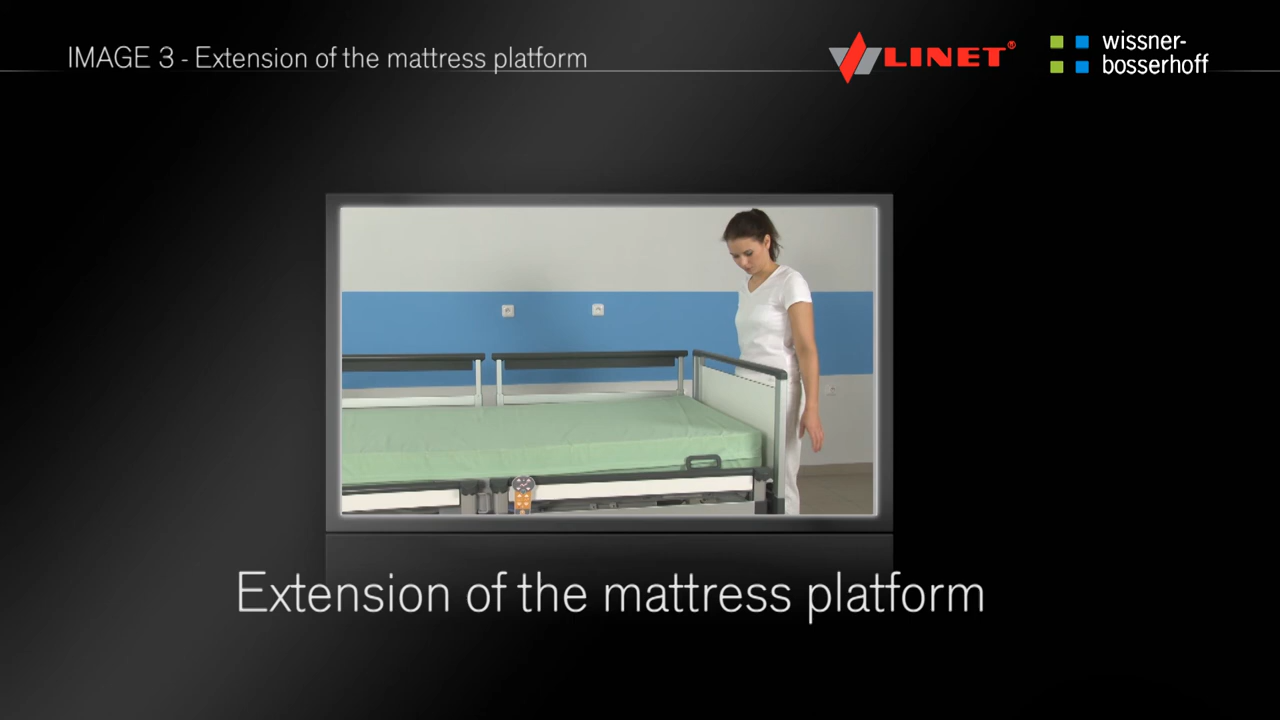 IMAGE 3 - Extension of the mattress platform
LINET®
wissner-
bosserhoff
Extension of the mattress platform